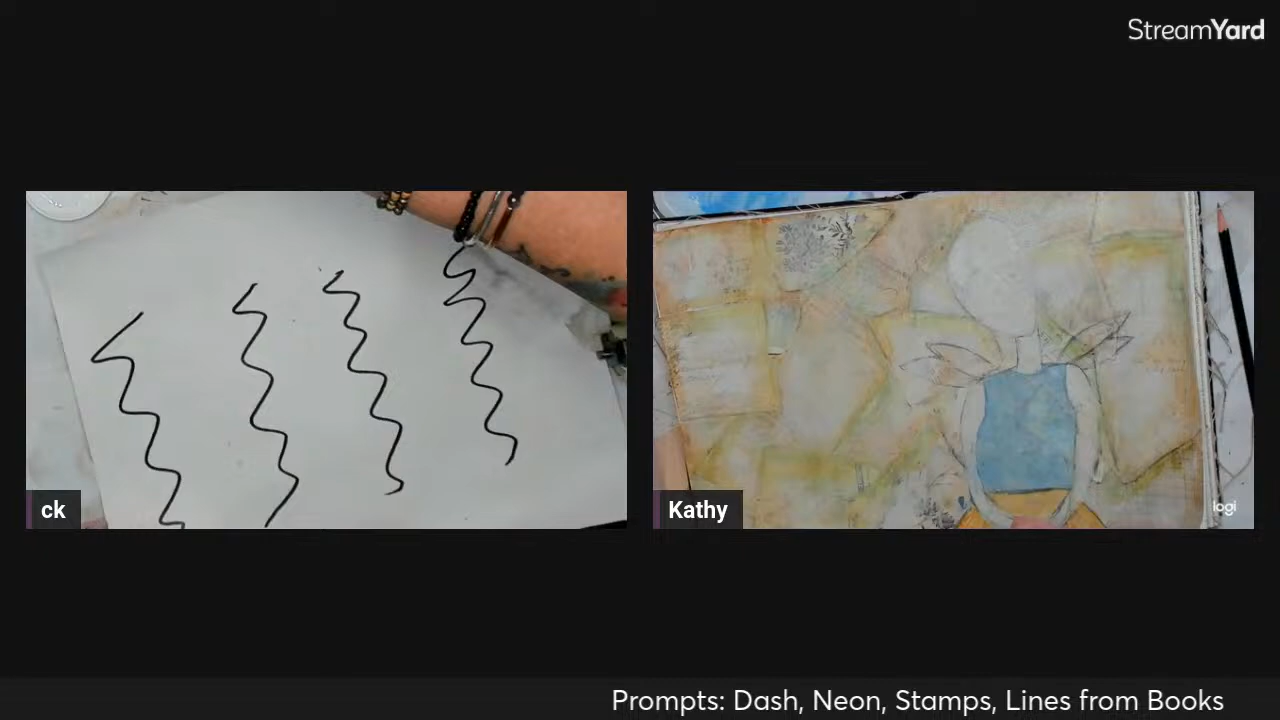 StreamYard
ck
Kathy
logi
Prompts: Dash, Neon, Stamps, Lines from Books